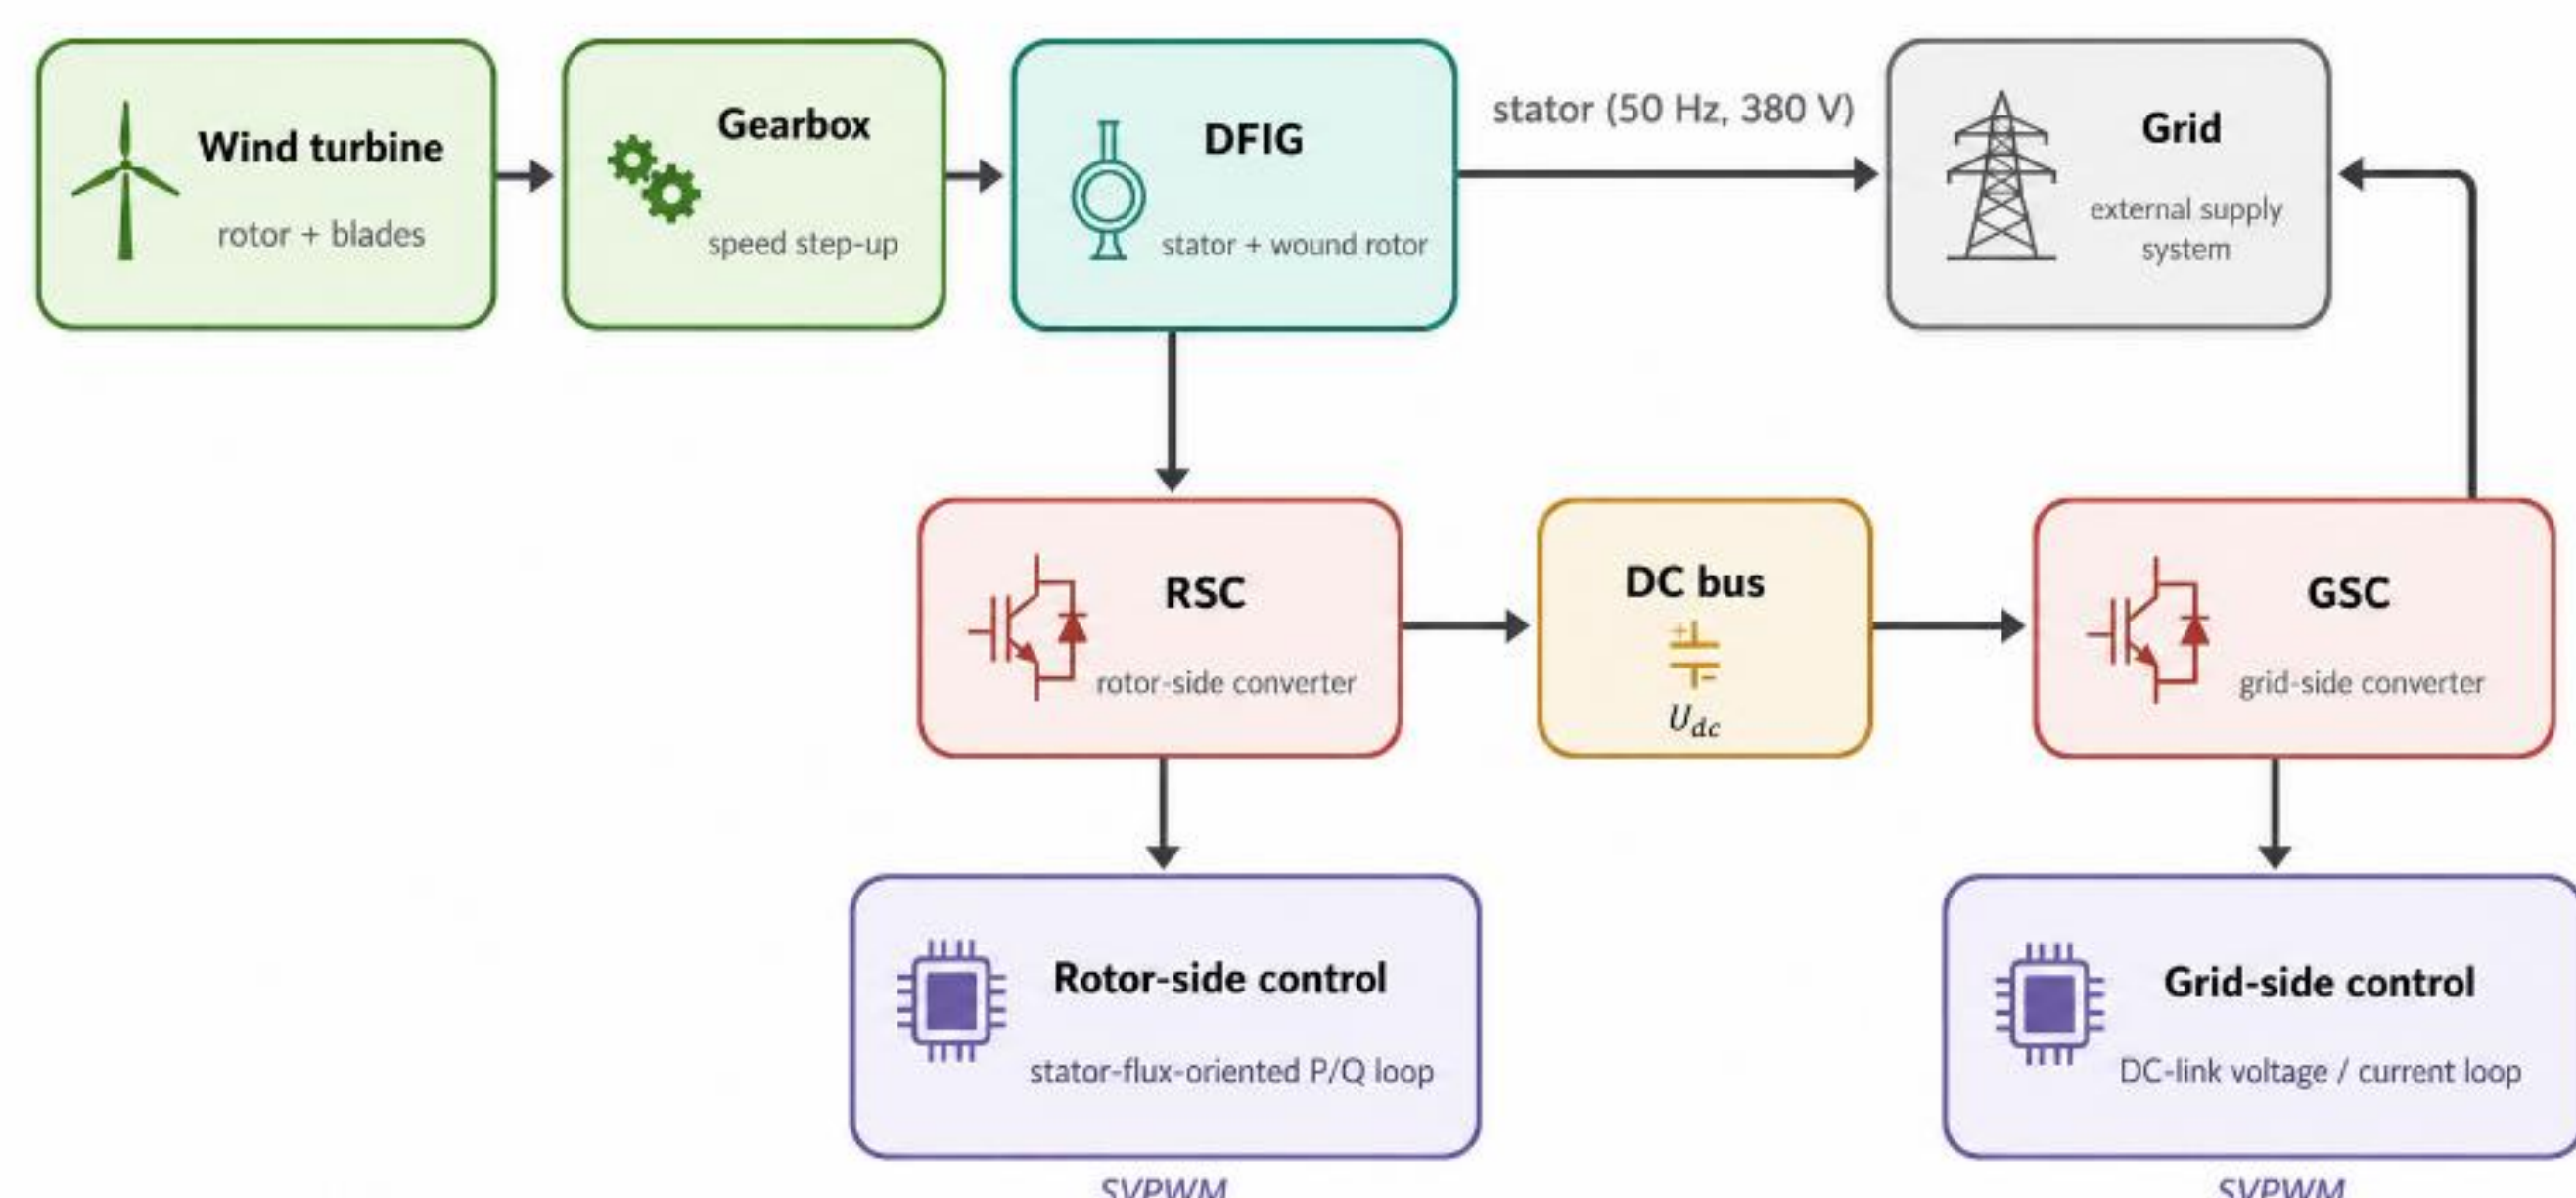 Wind turbine
rotor + blades
Gearbox
speed step-up
DFIG
stator + wound rotor
stator (50 Hz, 380 V)
Grid
external supply
system
RSC
rotor-side converter
DC bus
+
-
U_dc
GSC
grid-side converter
Rotor-side control
stator-flux-oriented P/Q loop
SVPWM
Grid-side control
DC-link voltage / current loop
SVPWM